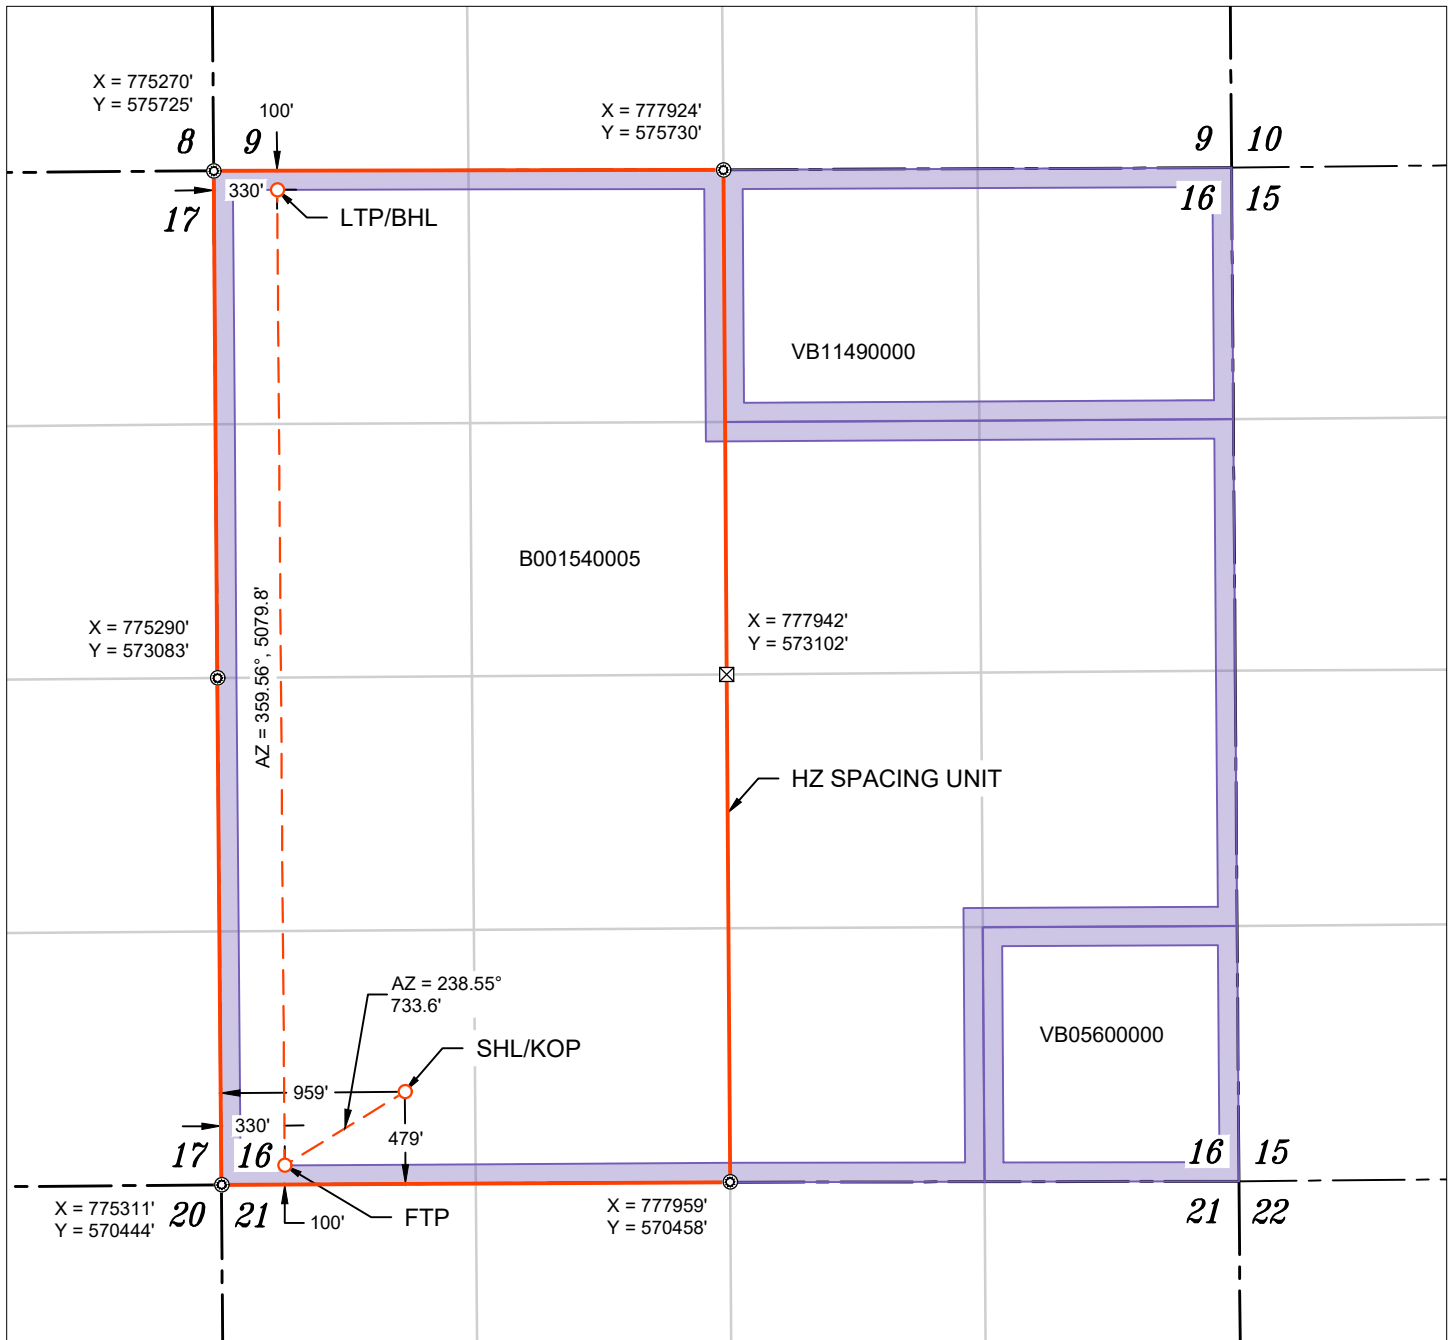 X = 775270'
Y = 575725'
100'
X = 777924'
Y = 575730'
8 9
9 10
330'
16 15
17
LTP/BHL
VB11490000
B001540005
AZ = 359.56°, 5079.8'
X = 775290'
Y = 573083'
X = 777942'
Y = 573102'
HZ SPACING UNIT
AZ = 238.55°
733.6'
SHL/KOP
VB05600000
959'
330'
479'
17 16
16 15
X = 775311'
Y = 570444'
20 21
100'
FTP
X = 777959'
Y = 570458'
21 22